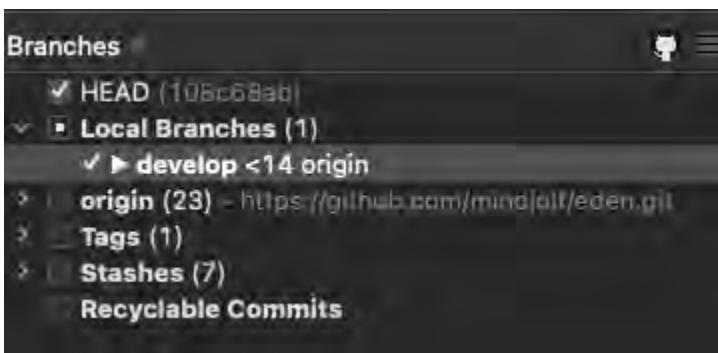 Branches
HEAD (108c68ab)
Local Branches (1)
develop <14 origin
origin (23) - https://github.com/mindjolt/eden.git
Tags (1)
Stashes (7)
Recyclable Commits